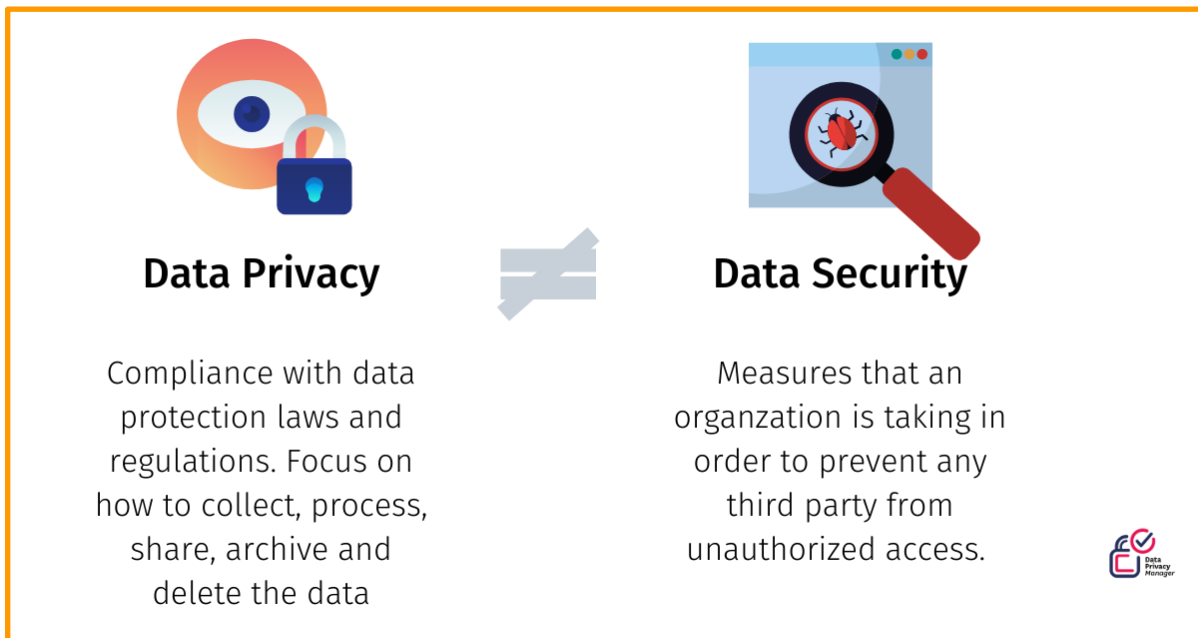 Data Privacy
Compliance with data
protection laws and
regulations. Focus on
how to collect, process,
share, archive and
delete the data
≠
Data Security
Measures that an
organzation is taking in
order to prevent any
third party from
unauthorized access.
Data
Privacy
Manager